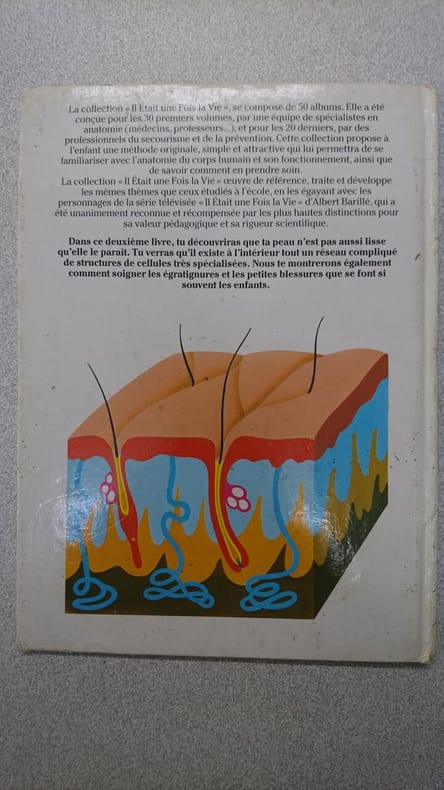 La collection « Il Était une Fois la Vie », se compose de 50 albums. Elle a été
conçue pour les 30 premiers volumes, par une équipe de spécialistes en
anatomie (médecins, professeurs...), et pour les 20 derniers, par des
professionnels du secourisme et de la prévention. Cette collection propose à
l'enfant une méthode originale, simple et attractive qui lui permettra de se
familiariser avec l'anatomie du corps humain et son fonctionnement, ainsi que
de savoir comment en prendre soin.
La collection « Il Était une Fois la Vie » œuvre de référence, traite et développe
les mêmes thèmes que ceux étudiés à l'école, en les égayant avec les
personnages de la série télévisée « Il Était une Fois la Vie » d'Albert Barillé, qui a
été unanimement reconnue et récompensée par les plus hautes distinctions pour
sa valeur pédagogique et sa rigueur scientifique.
Dans ce deuxième livre, tu découvriras que ta peau n'est pas aussi lisse
qu'elle le paraît. Tu verras qu'il existe à l'intérieur tout un réseau compliqué
de structures de cellules très spécialisées. Nous te montrerons également
comment soigner les égratignures et les petites blessures que se font si
souvent les enfants.